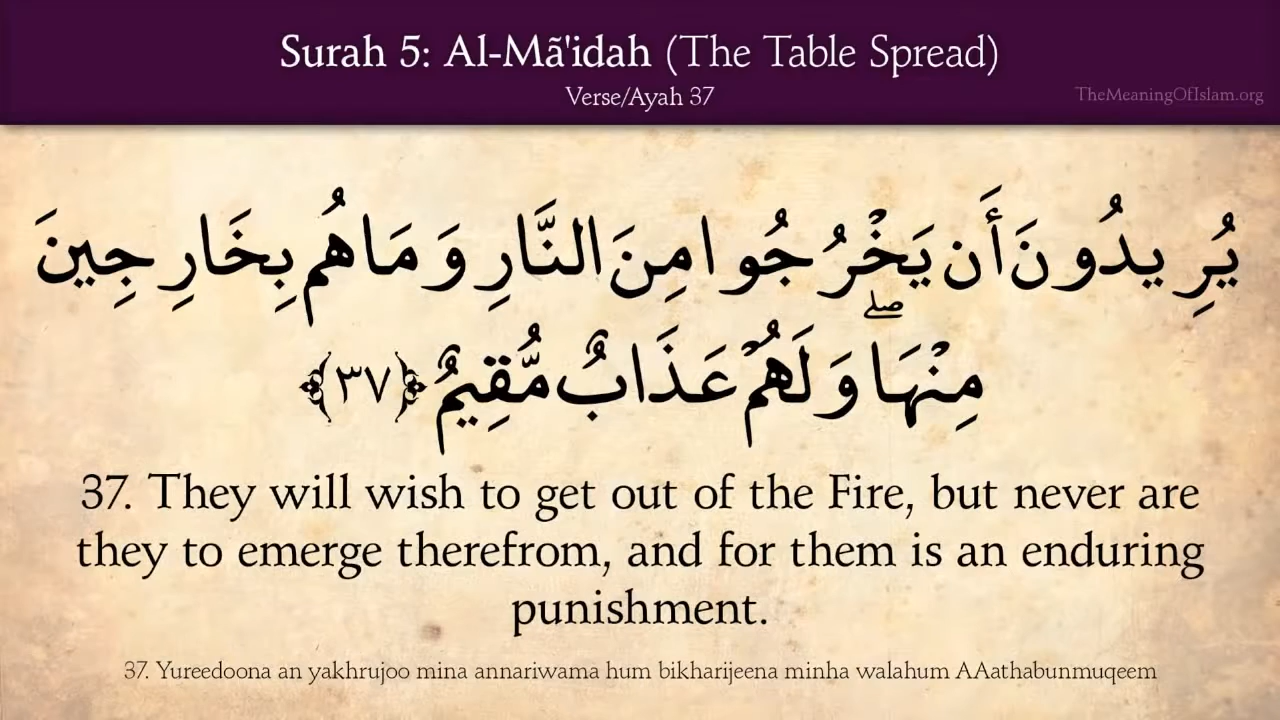 Surah 5: Al-Mã'idah (The Table Spread)
Verse/Ayah 37
TheMeaningOfIslam.org
يُرِيدُونَ أَن يَخْرُجُوا مِنَ النَّارِ وَمَا هُم بِخَارِجِينَ
مِنْهَا ۖ وَلَهُمْ عَذَابٌ مُّقِيمٌ ﴿٣٧﴾
37. They will wish to get out of the Fire, but never are
they to emerge therefrom, and for them is an enduring
punishment.
37. Yureedoona an yakhrujoo mina annariwama hum bikharijeena minha walahum AAathabunmuqeem